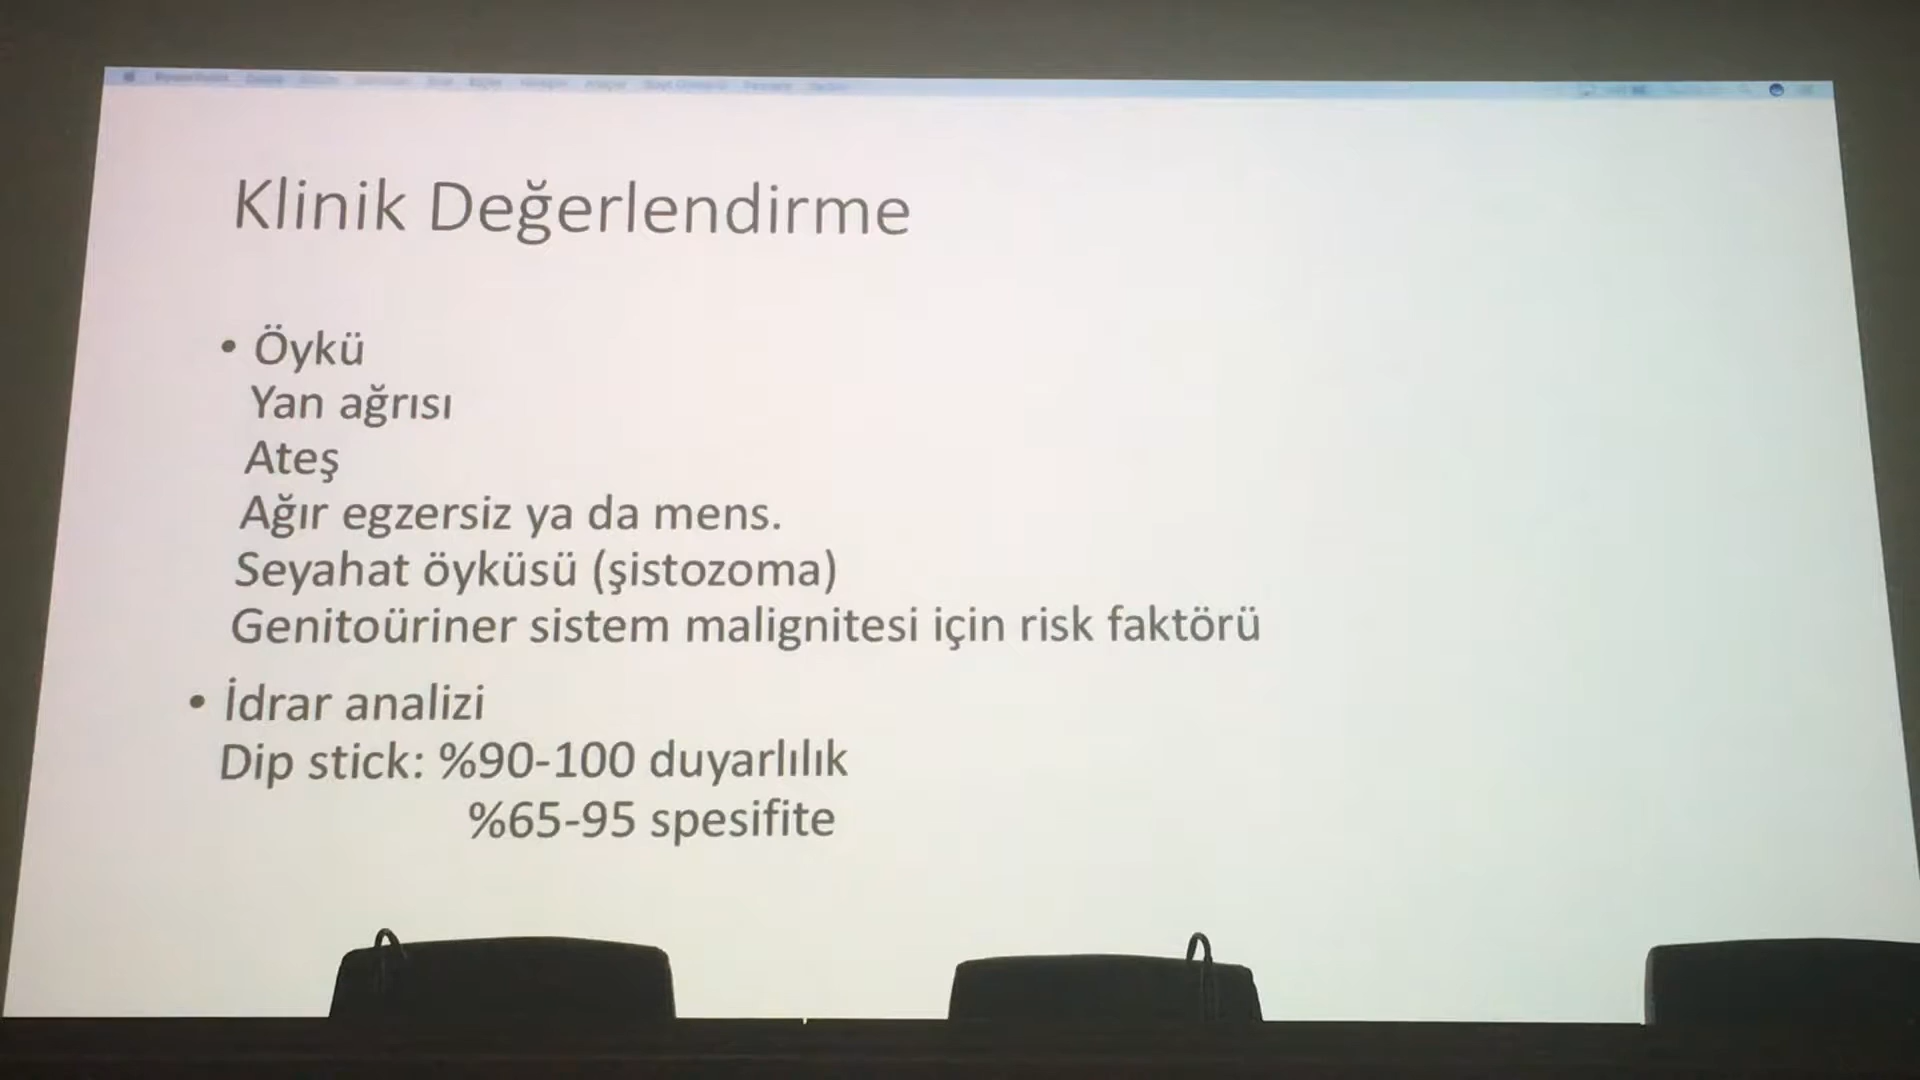 Klinik Değerlendirme
• Öykü
Yan ağrısı
Ateş
Ağır egzersiz ya da mens.
Seyahat öyküsü (şistozoma)
Genitoüriner sistem malignitesi için risk faktörü
• İdrar analizi
Dip stick: %90-100 duyarlılık
%65-95 spesifite